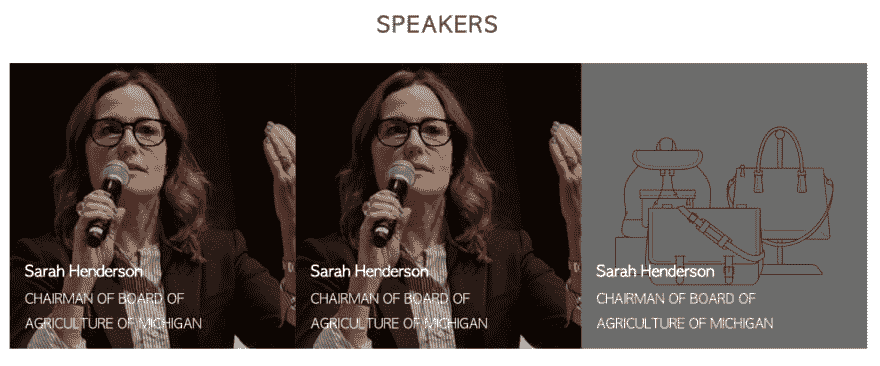 SPEAKERS
Sarah Henderson
CHAIRMAN OF BOARD OF
AGRICULTURE OF MICHIGAN
Sarah Henderson
CHAIRMAN OF BOARD OF
AGRICULTURE OF MICHIGAN
Sarah Henderson
CHAIRMAN OF BOARD OF
AGRICULTURE OF MICHIGAN